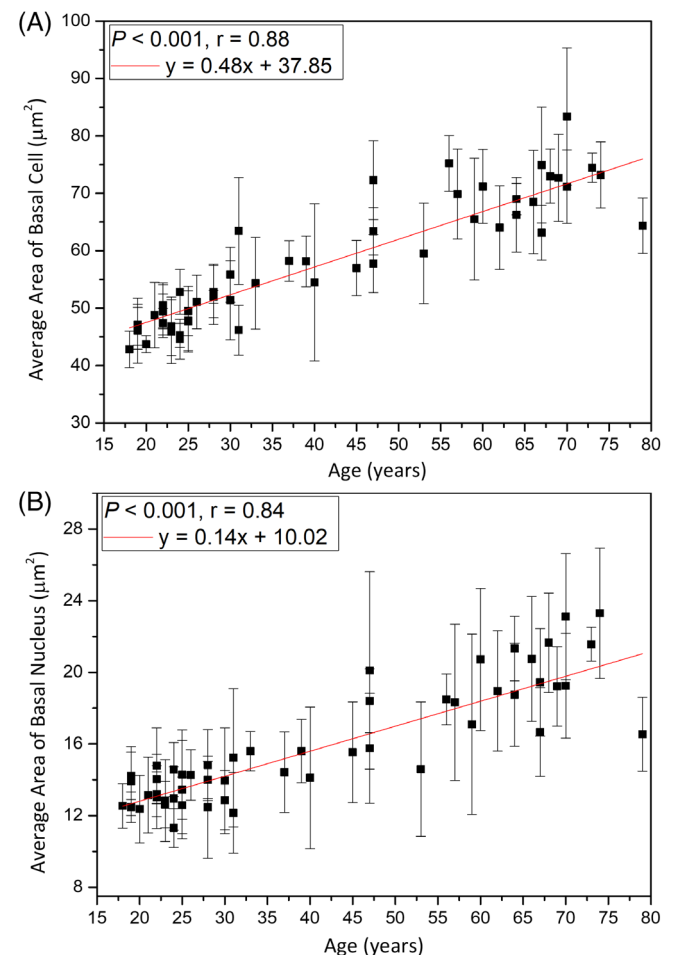 (A)
P < 0.001, r = 0.88
y = 0.48x + 37.85
Average Area of Basal Cell (μm²)
100
90
80
70
60
50
40
30
15 20 25 30 35 40 45 50 55 60 65 70 75 80
Age (years)
(B)
P < 0.001, r = 0.84
y = 0.14x + 10.02
Average Area of Basal Nucleus (μm²)
28
24
20
16
12
8
15 20 25 30 35 40 45 50 55 60 65 70 75 80
Age (years)